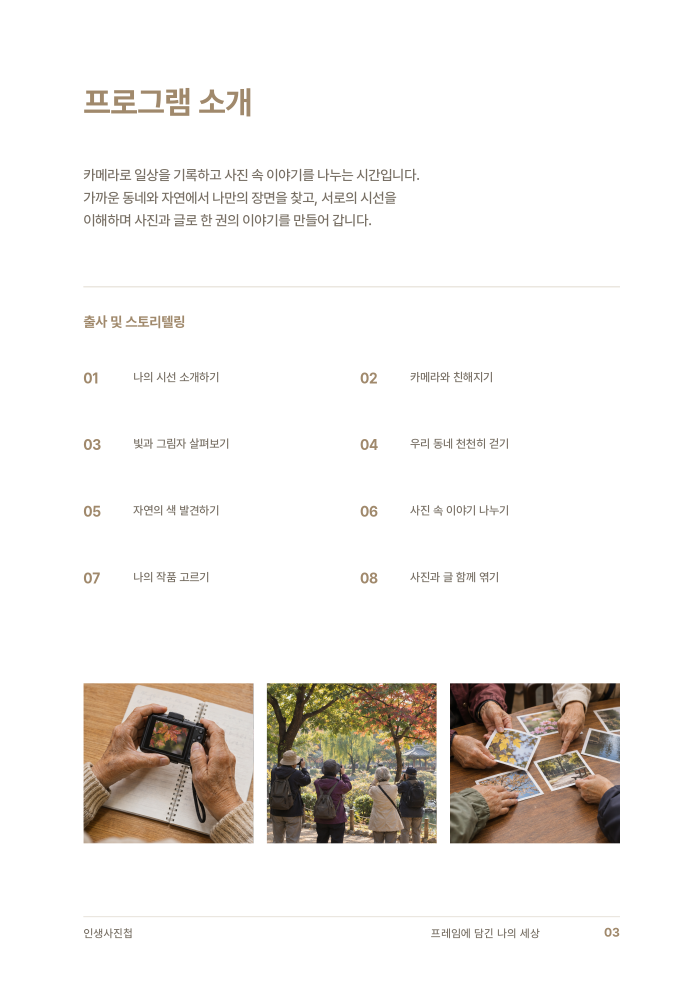 프로그램 소개
카메라로 일상을 기록하고 사진 속 이야기를 나누는 시간입니다.
가까운 동네와 자연에서 나만의 장면을 찾고, 서로의 시선을
이해하며 사진과 글로 한 권의 이야기를 만들어 갑니다.
출사 및 스토리텔링
01 나의 시선 소개하기
02 카메라와 친해지기
03 빛과 그림자 살펴보기
04 우리 동네 천천히 걷기
05 자연의 색 발견하기
06 사진 속 이야기 나누기
07 나의 작품 고르기
08 사진과 글 함께 엮기
인생사진첩
프레임에 담긴 나의 세상
03